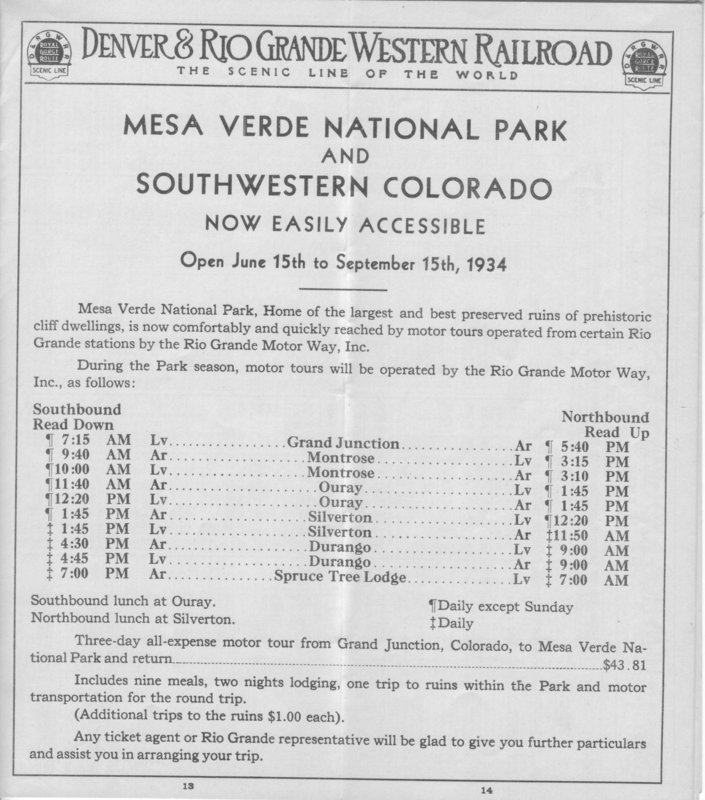 D & R G W R R
ROYAL
GORGE
ROUTE
SCENIC LINE
DENVER & RIO GRANDE WESTERN RAILROAD
THE SCENIC LINE OF THE WORLD
D & R G W R R
ROYAL
GORGE
ROUTE
SCENIC LINE
MESA VERDE NATIONAL PARK
AND
SOUTHWESTERN COLORADO
NOW EASILY ACCESSIBLE
Open June 15th to September 15th, 1934
Mesa Verde National Park, Home of the largest and best preserved ruins of prehistoric
cliff dwellings, is now comfortably and quickly reached by motor tours operated from certain Rio
Grande stations by the Rio Grande Motor Way, Inc.
During the Park season, motor tours will be operated by the Rio Grande Motor Way,
Inc., as follows:
Southbound Northbound
Read Down Read Up
¶ 7:15 AM Lv................Grand Junction................Ar ¶ 5:40 PM
¶ 9:40 AM Ar................Montrose................Lv ¶ 3:15 PM
¶10:00 AM Lv................Montrose................Ar ¶ 3:10 PM
¶11:40 AM Ar................Ouray................Lv ¶ 1:45 PM
¶12:20 PM Lv................Ouray................Ar ¶ 1:45 PM
¶ 1:45 PM Ar................Silverton................Lv ¶12:20 PM
‡ 1:45 PM Lv................Silverton................Ar ‡11:50 AM
‡ 4:30 PM Ar................Durango................Lv ‡ 9:00 AM
‡ 4:45 PM Lv................Durango................Ar ‡ 9:00 AM
‡ 7:00 PM Ar................Spruce Tree Lodge................Lv ‡ 7:00 AM
Southbound lunch at Ouray. ¶Daily except Sunday
Northbound lunch at Silverton. ‡Daily
Three-day all-expense motor tour from Grand Junction, Colorado, to Mesa Verde Na-
tional Park and return................$43.81
Includes nine meals, two nights lodging, one trip to ruins within the Park and motor
transportation for the round trip.
(Additional trips to the ruins $1.00 each).
Any ticket agent or Rio Grande representative will be glad to give you further particulars
and assist you in arranging your trip.
13 14